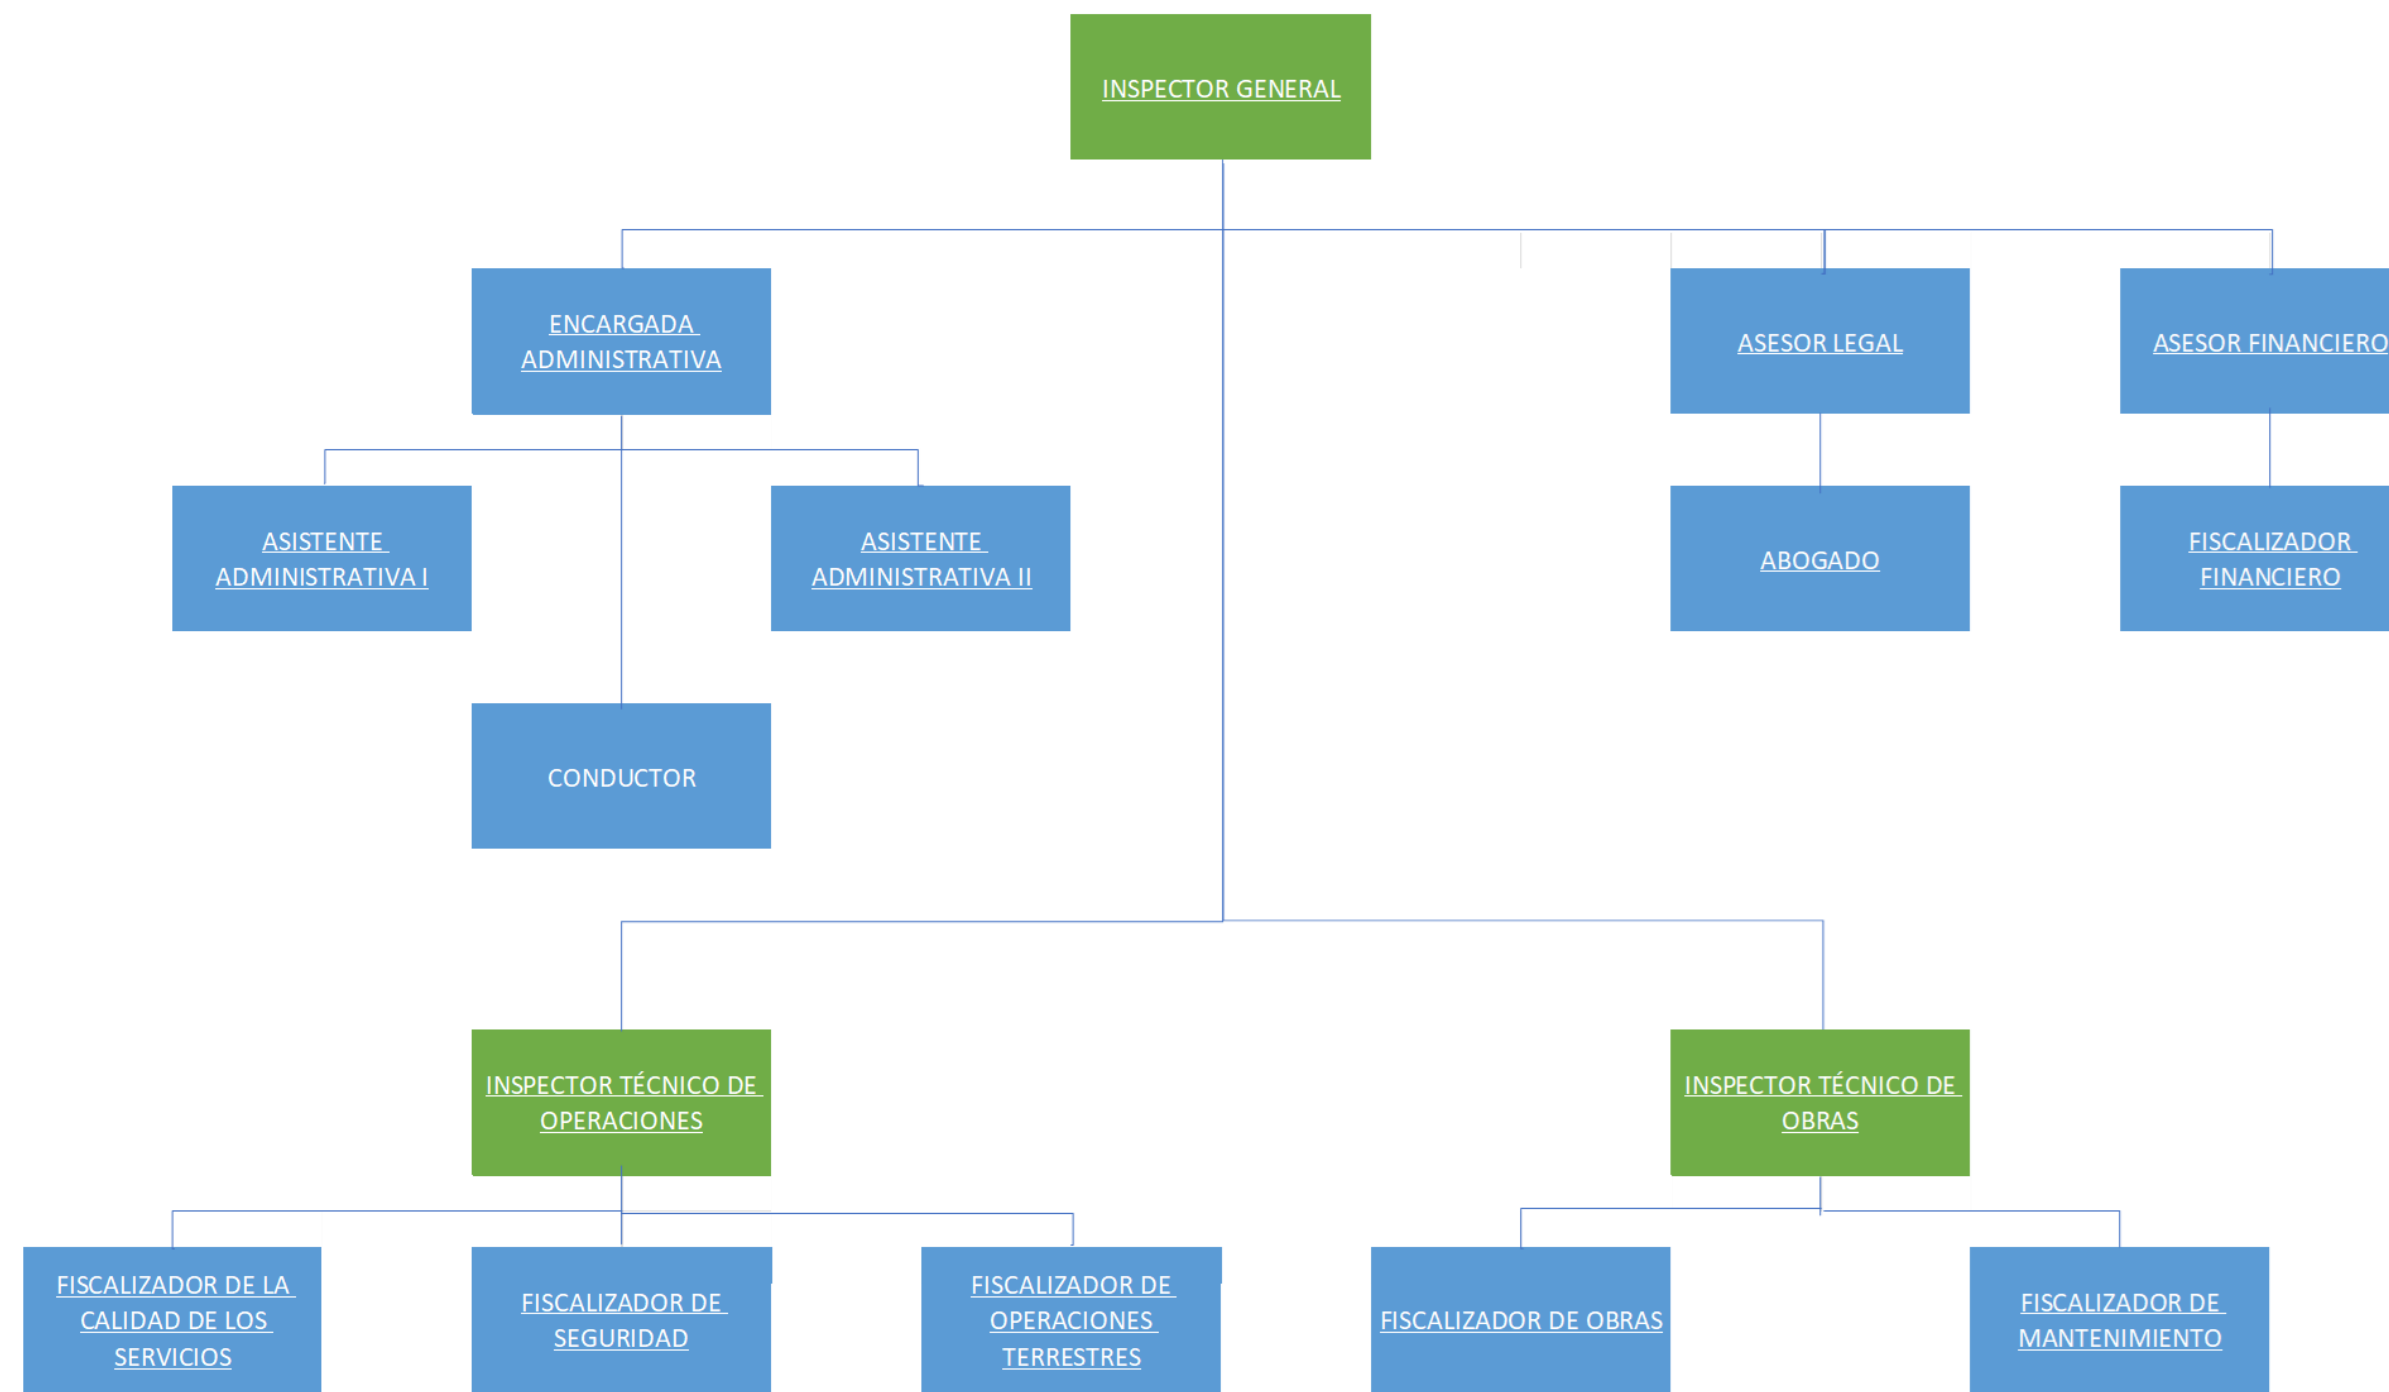 INSPECTOR GENERAL
ENCARGADA
ADMINISTRATIVA
ASESOR LEGAL
ASESOR FINANCIERO
ASISTENTE
ADMINISTRATIVA I
ASISTENTE
ADMINISTRATIVA II
ABOGADO
FISCALIZADOR
FINANCIERO
CONDUCTOR
INSPECTOR TÉCNICO DE
OPERACIONES
INSPECTOR TÉCNICO DE
OBRAS
FISCALIZADOR DE LA
CALIDAD DE LOS
SERVICIOS
FISCALIZADOR DE
SEGURIDAD
FISCALIZADOR DE
OPERACIONES
TERRESTRES
FISCALIZADOR DE OBRAS
FISCALIZADOR DE
MANTENIMIENTO